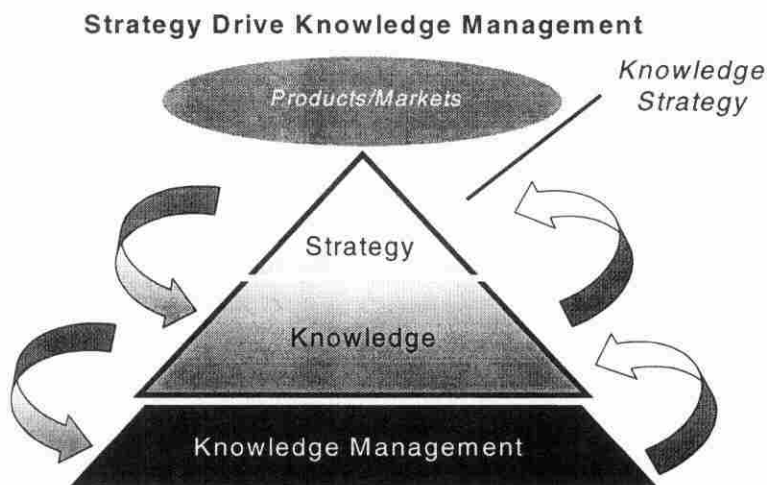 Strategy Drive Knowledge Management
Products/Markets
Knowledge
Strategy
Strategy
Knowledge
Knowledge Management